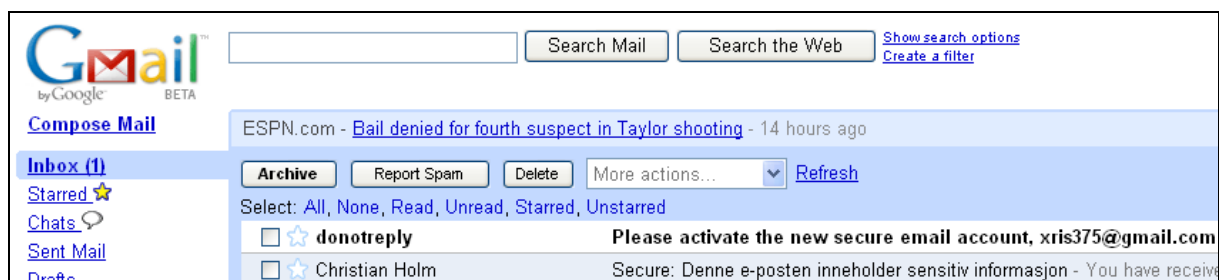 Gmail™
by Google BETA
Search Mail Search the Web Show search options
Create a filter
Compose Mail
ESPN.com - Bail denied for fourth suspect in Taylor shooting - 14 hours ago
Inbox (1)
Archive Report Spam Delete More actions... Refresh
Starred
Select: All, None, Read, Unread, Starred, Unstarred
Chats
donotreply Please activate the new secure email account, xris375@gmail.com
Sent Mail
Christian Holm Secure: Denne e-posten inneholder sensitiv informasjon - You have receive
Drafts